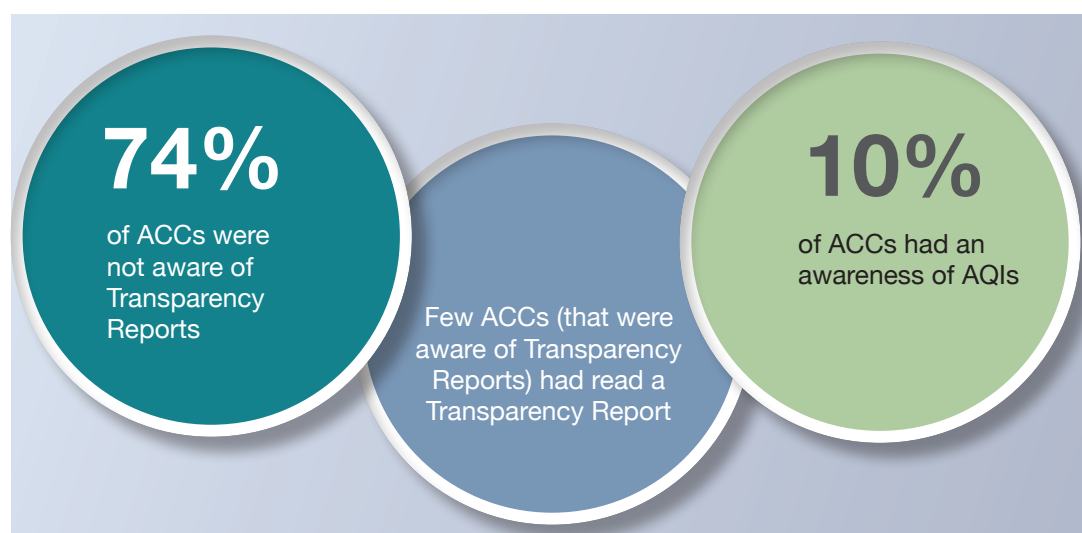 74%
of ACCs were
not aware of
Transparency
Reports
Few ACCs (that were
aware of Transparency
Reports) had read a
Transparency Report
10%
of ACCs had an
awareness of AQIs